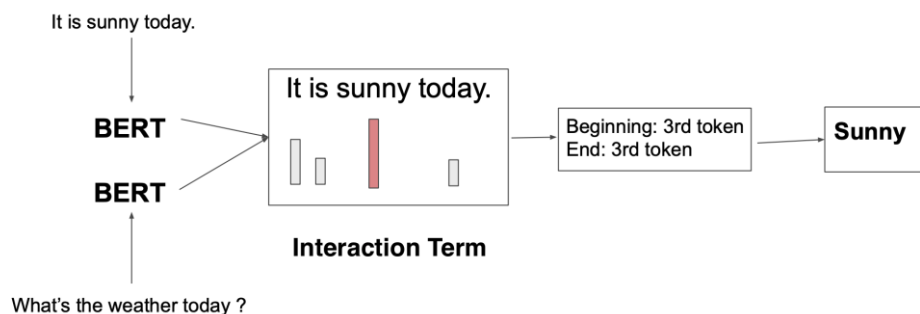 It is sunny today.
BERT
BERT
What's the weather today ?
It is sunny today.
Interaction Term
Beginning: 3rd token
End: 3rd token
Sunny